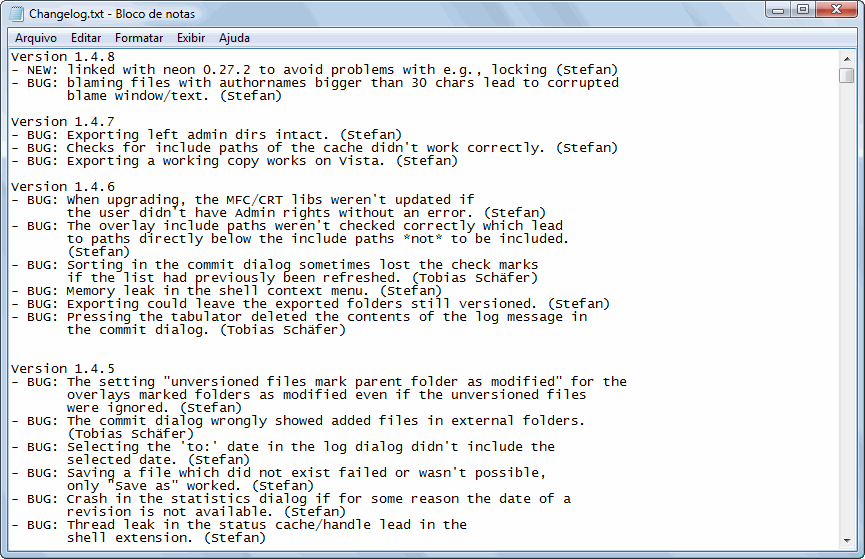 Changelog.txt - Bloco de notas
Arquivo Editar Formatar Exibir Ajuda
Version 1.4.8
- NEW: linked with neon 0.27.2 to avoid problems with e.g., locking (Stefan)
- BUG: blaming files with authornames bigger than 30 chars lead to corrupted
blame window/text. (Stefan)
Version 1.4.7
- BUG: Exporting left admin dirs intact. (Stefan)
- BUG: Checks for include paths of the cache didn't work correctly. (Stefan)
- BUG: Exporting a working copy works on Vista. (Stefan)
Version 1.4.6
- BUG: When upgrading, the MFC/CRT libs weren't updated if
the user didn't have Admin rights without an error. (Stefan)
- BUG: The overlay include paths weren't checked correctly which lead
to paths directly below the include paths *not* to be included.
(Stefan)
- BUG: Sorting in the commit dialog sometimes lost the check marks
if the list had previously been refreshed. (Tobias Schäfer)
- BUG: Memory leak in the shell context menu. (Stefan)
- BUG: Exporting could leave the exported folders still versioned. (Stefan)
- BUG: Pressing the tabulator deleted the contents of the log message in
the commit dialog. (Tobias Schäfer)
Version 1.4.5
- BUG: The setting "unversioned files mark parent folder as modified" for the
overlays marked folders as modified even if the unversioned files
were ignored. (Stefan)
- BUG: The commit dialog wrongly showed added files in external folders.
(Tobias Schäfer)
- BUG: Selecting the 'to:' date in the log dialog didn't include the
selected date. (Stefan)
- BUG: Saving a file which did not exist failed or wasn't possible,
only "Save as" worked. (Stefan)
- BUG: Crash in the statistics dialog if for some reason the date of a
revision is not available. (Stefan)
- BUG: Thread leak in the status cache/handle lead in the
shell extension. (Stefan)